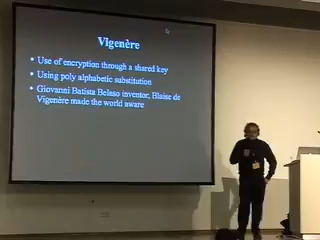 Vigenère
• Use of encryption through a shared key
• Using poly alphabetic substitution
• Giovanni Batista Belaso inventor, Blaise de
Vigenère made the world aware